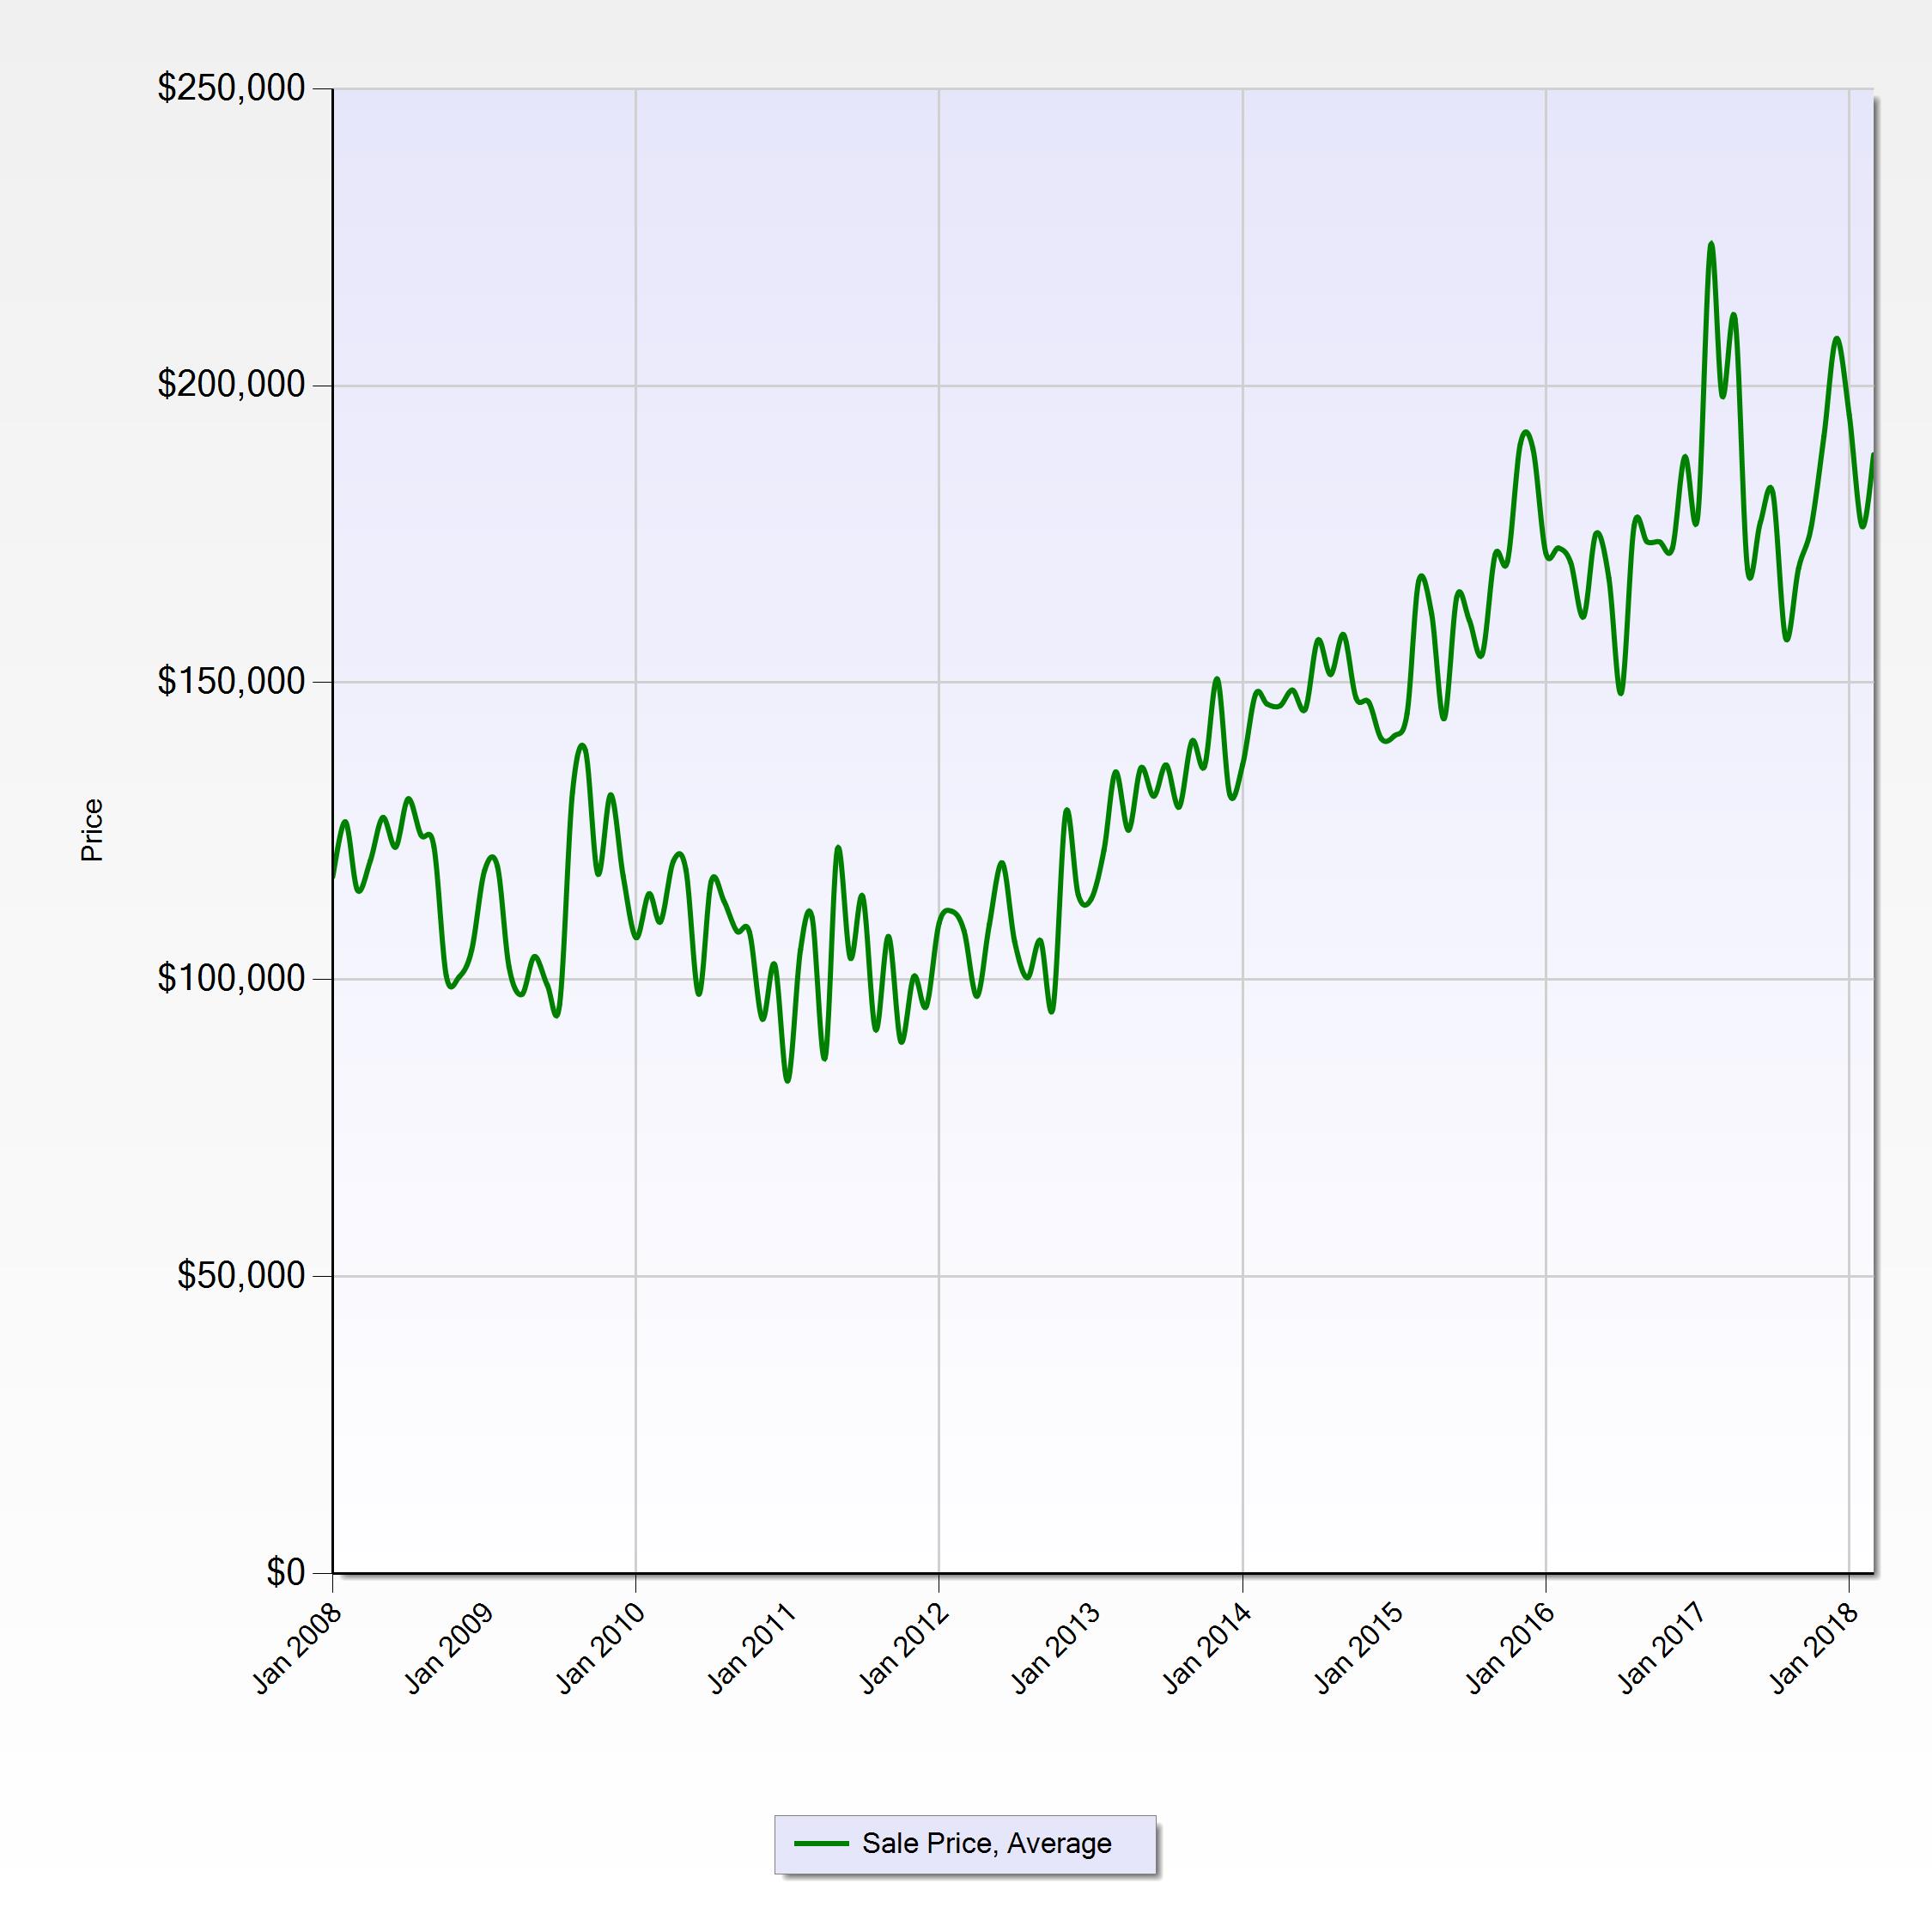 $250,000
$200,000
$150,000
$100,000
$50,000
$0
Price
Jan 2008
Jan 2009
Jan 2010
Jan 2011
Jan 2012
Jan 2013
Jan 2014
Jan 2015
Jan 2016
Jan 2017
Jan 2018
Sale Price, Average